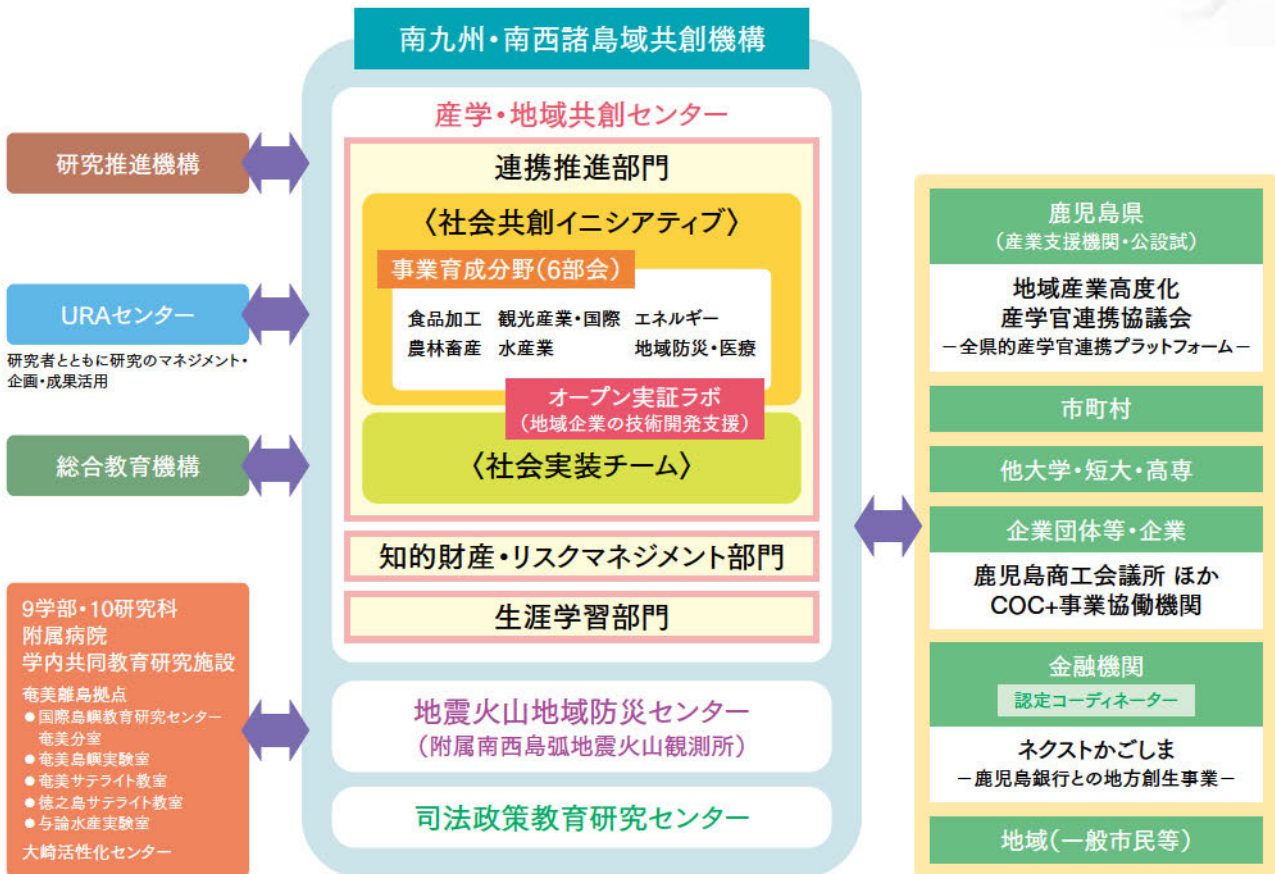 南九州・南西諸島域共創機構
研究推進機構
URAセンター
研究者とともに研究のマネジメント・
企画・成果活用
総合教育機構
9学部・10研究科
附属病院
学内共同教育研究施設
奄美離島拠点
●国際島嶼教育研究センター
奄美分室
●奄美島嶼実験室
●奄美サテライト教室
●徳之島サテライト教室
●与論水産実験室
大崎活性化センター
産学・地域共創センター
連携推進部門
〈社会共創イニシアティブ〉
事業育成分野(6部会)
食品加工 観光産業・国際 エネルギー
農林畜産 水産業 地域防災・医療
オープン実証ラボ
(地域企業の技術開発支援)
〈社会実装チーム〉
知的財産・リスクマネジメント部門
生涯学習部門
地震火山地域防災センター
(附属南西島弧地震火山観測所)
司法政策教育研究センター
鹿児島県
(産業支援機関・公設試)
地域産業高度化
産学官連携協議会
－全県的産学官連携プラットフォーム－
市町村
他大学・短大・高専
企業団体等・企業
鹿児島商工会議所 ほか
COC+事業協働機関
金融機関
認定コーディネーター
ネクストかごしま
－鹿児島銀行との地方創生事業－
地域(一般市民等)